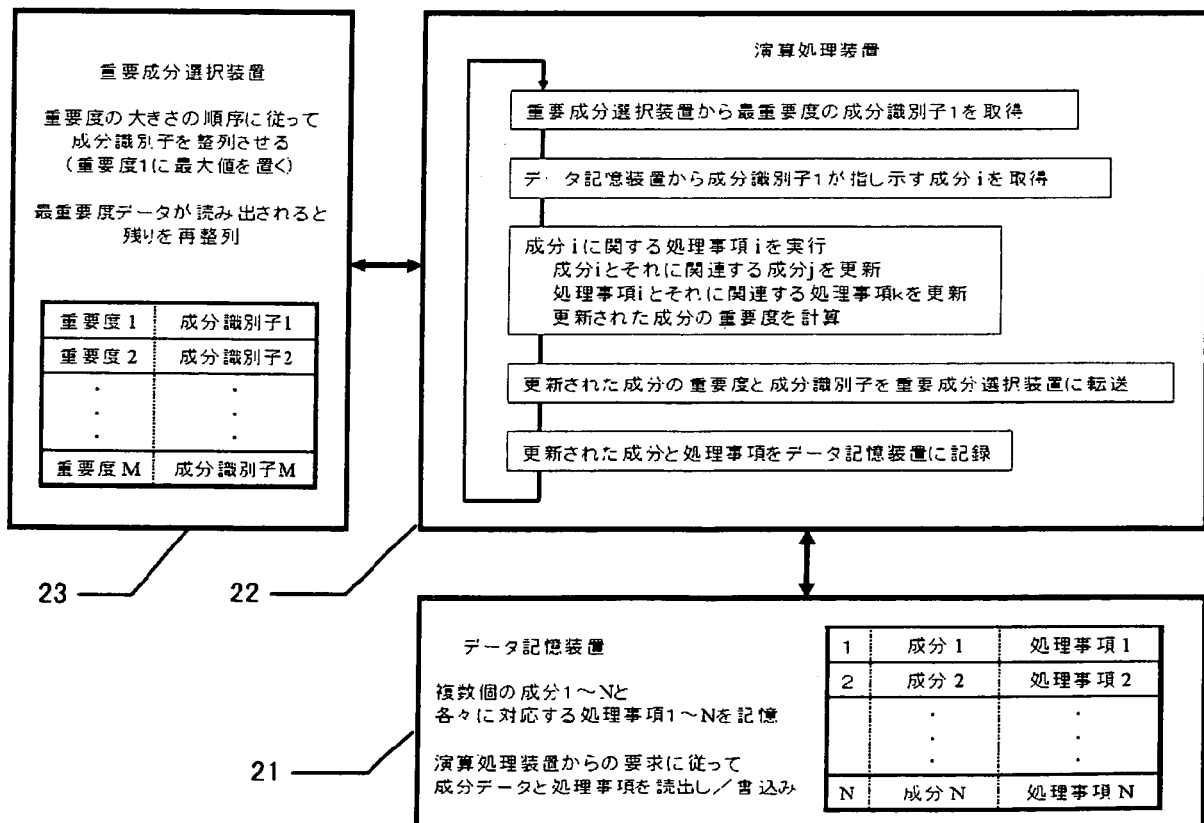 重要成分選択装置
重要度の大きさの順序に従って
成分識別子を整列させる
（重要度1に最大値を置く）
最重要度データが読み出されると
残りを再整列
重要度1 成分識別子1
重要度2 成分識別子2
・ ・
・ ・
・ ・
重要度M 成分識別子M
23
演算処理装置
重要成分選択装置から最重要度の成分識別子1を取得
データ記憶装置から成分識別子1が指し示す成分iを取得
成分iに関する処理事項iを実行
成分iとそれに関連する成分jを更新
処理事項iとそれに関連する処理事項kを更新
更新された成分の重要度を計算
更新された成分の重要度と成分識別子を重要成分選択装置に転送
更新された成分と処理事項をデータ記憶装置に記録
22
データ記憶装置
複数個の成分1～Nと
各々に対応する処理事項1～Nを記憶
演算処理装置からの要求に従って
成分データと処理事項を読出し／書込み
1 成分1 処理事項1
2 成分2 処理事項2
・ ・
・ ・
・ ・
N 成分N 処理事項N
21